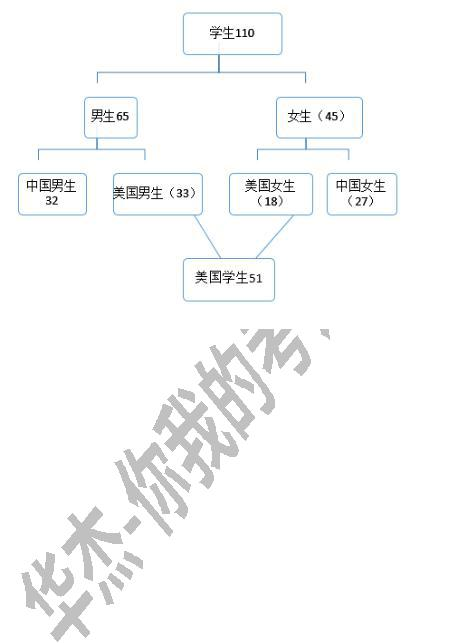 学生110
男生65
女生（45）
中国男生
32
美国男生（33）
美国女生
（18）
中国女生
（27）
美国学生51
华杰-你我的考